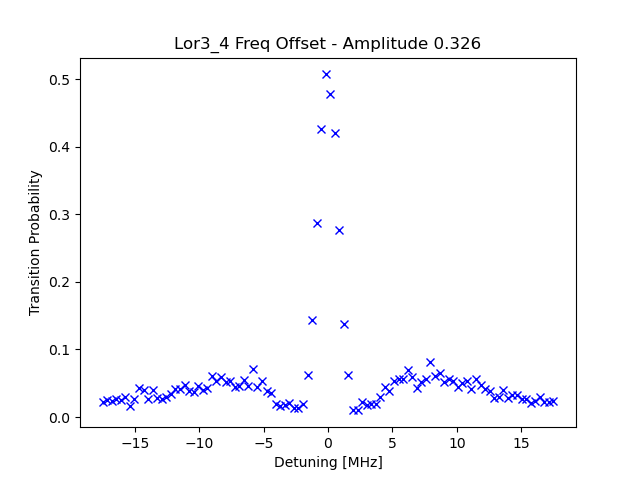 Lor3_4 Freq Offset - Amplitude 0.326
Transition Probability
0.5
0.4
0.3
0.2
0.1
0.0
−15 −10 −5 0 5 10 15
Detuning [MHz]